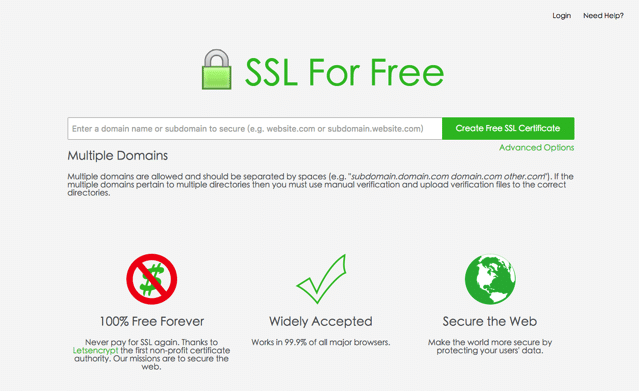 Login Need Help?
SSL For Free
Enter a domain name or subdomain to secure (e.g. website.com or subdomain.website.com) Create Free SSL Certificate
Advanced Options
Multiple Domains
Multiple domains are allowed and should be separated by spaces (e.g. "subdomain.domain.com domain.com other.com"). If the
multiple domains pertain to multiple directories then you must use manual verification and upload verification files to the correct
directories.
$
100% Free Forever
Never pay for SSL again. Thanks to
Letsencrypt the first non-profit certificate
authority. Our missions are to secure the
web.
Widely Accepted
Works in 99.9% of all major browsers.
Secure the Web
Make the world more secure by
protecting your users' data.